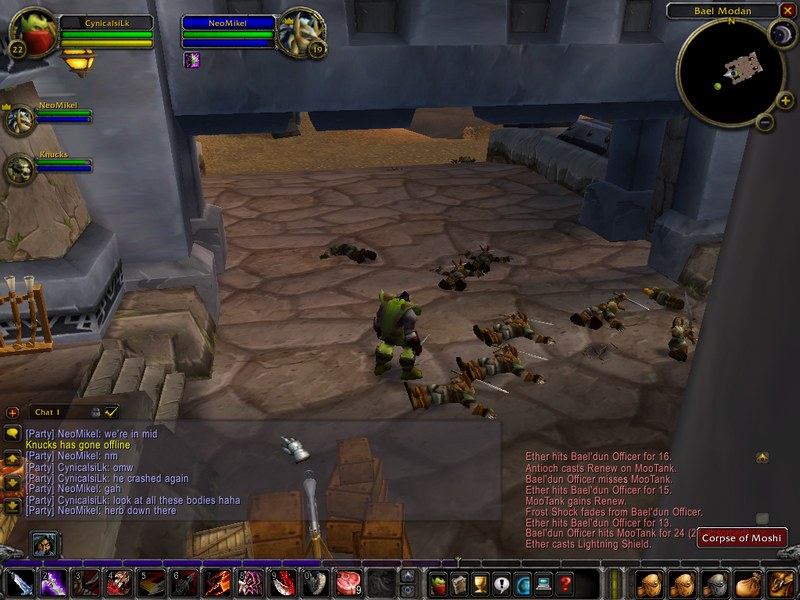 CynicalsiLk
22
NeoMikel
19
Bael Modan
N
NeoMikel
Knucks
Chat 1
[Party] NeoMikel: we're in mid
Knucks has gone offline
[Party] NeoMikel: nm
[Party] CynicalsiLk: omw
[Party] CynicalsiLk: he crashed again
[Party] NeoMikel: gah
[Party] CynicalsiLk: look at all these bodies haha
[Party] NeoMikel: herb down there
Ether hits Bael'dun Officer for 16.
Antioch casts Renew on MooTank.
Bael'dun Officer misses MooTank.
Ether hits Bael'dun Officer for 15.
MooTank gains Renew.
Frost Shock fades from Bael'dun Officer.
Ether hits Bael'dun Officer for 13.
Bael'dun Officer hits MooTank for 24 (2
Ether casts Lightning Shield.
Corpse of Moshi